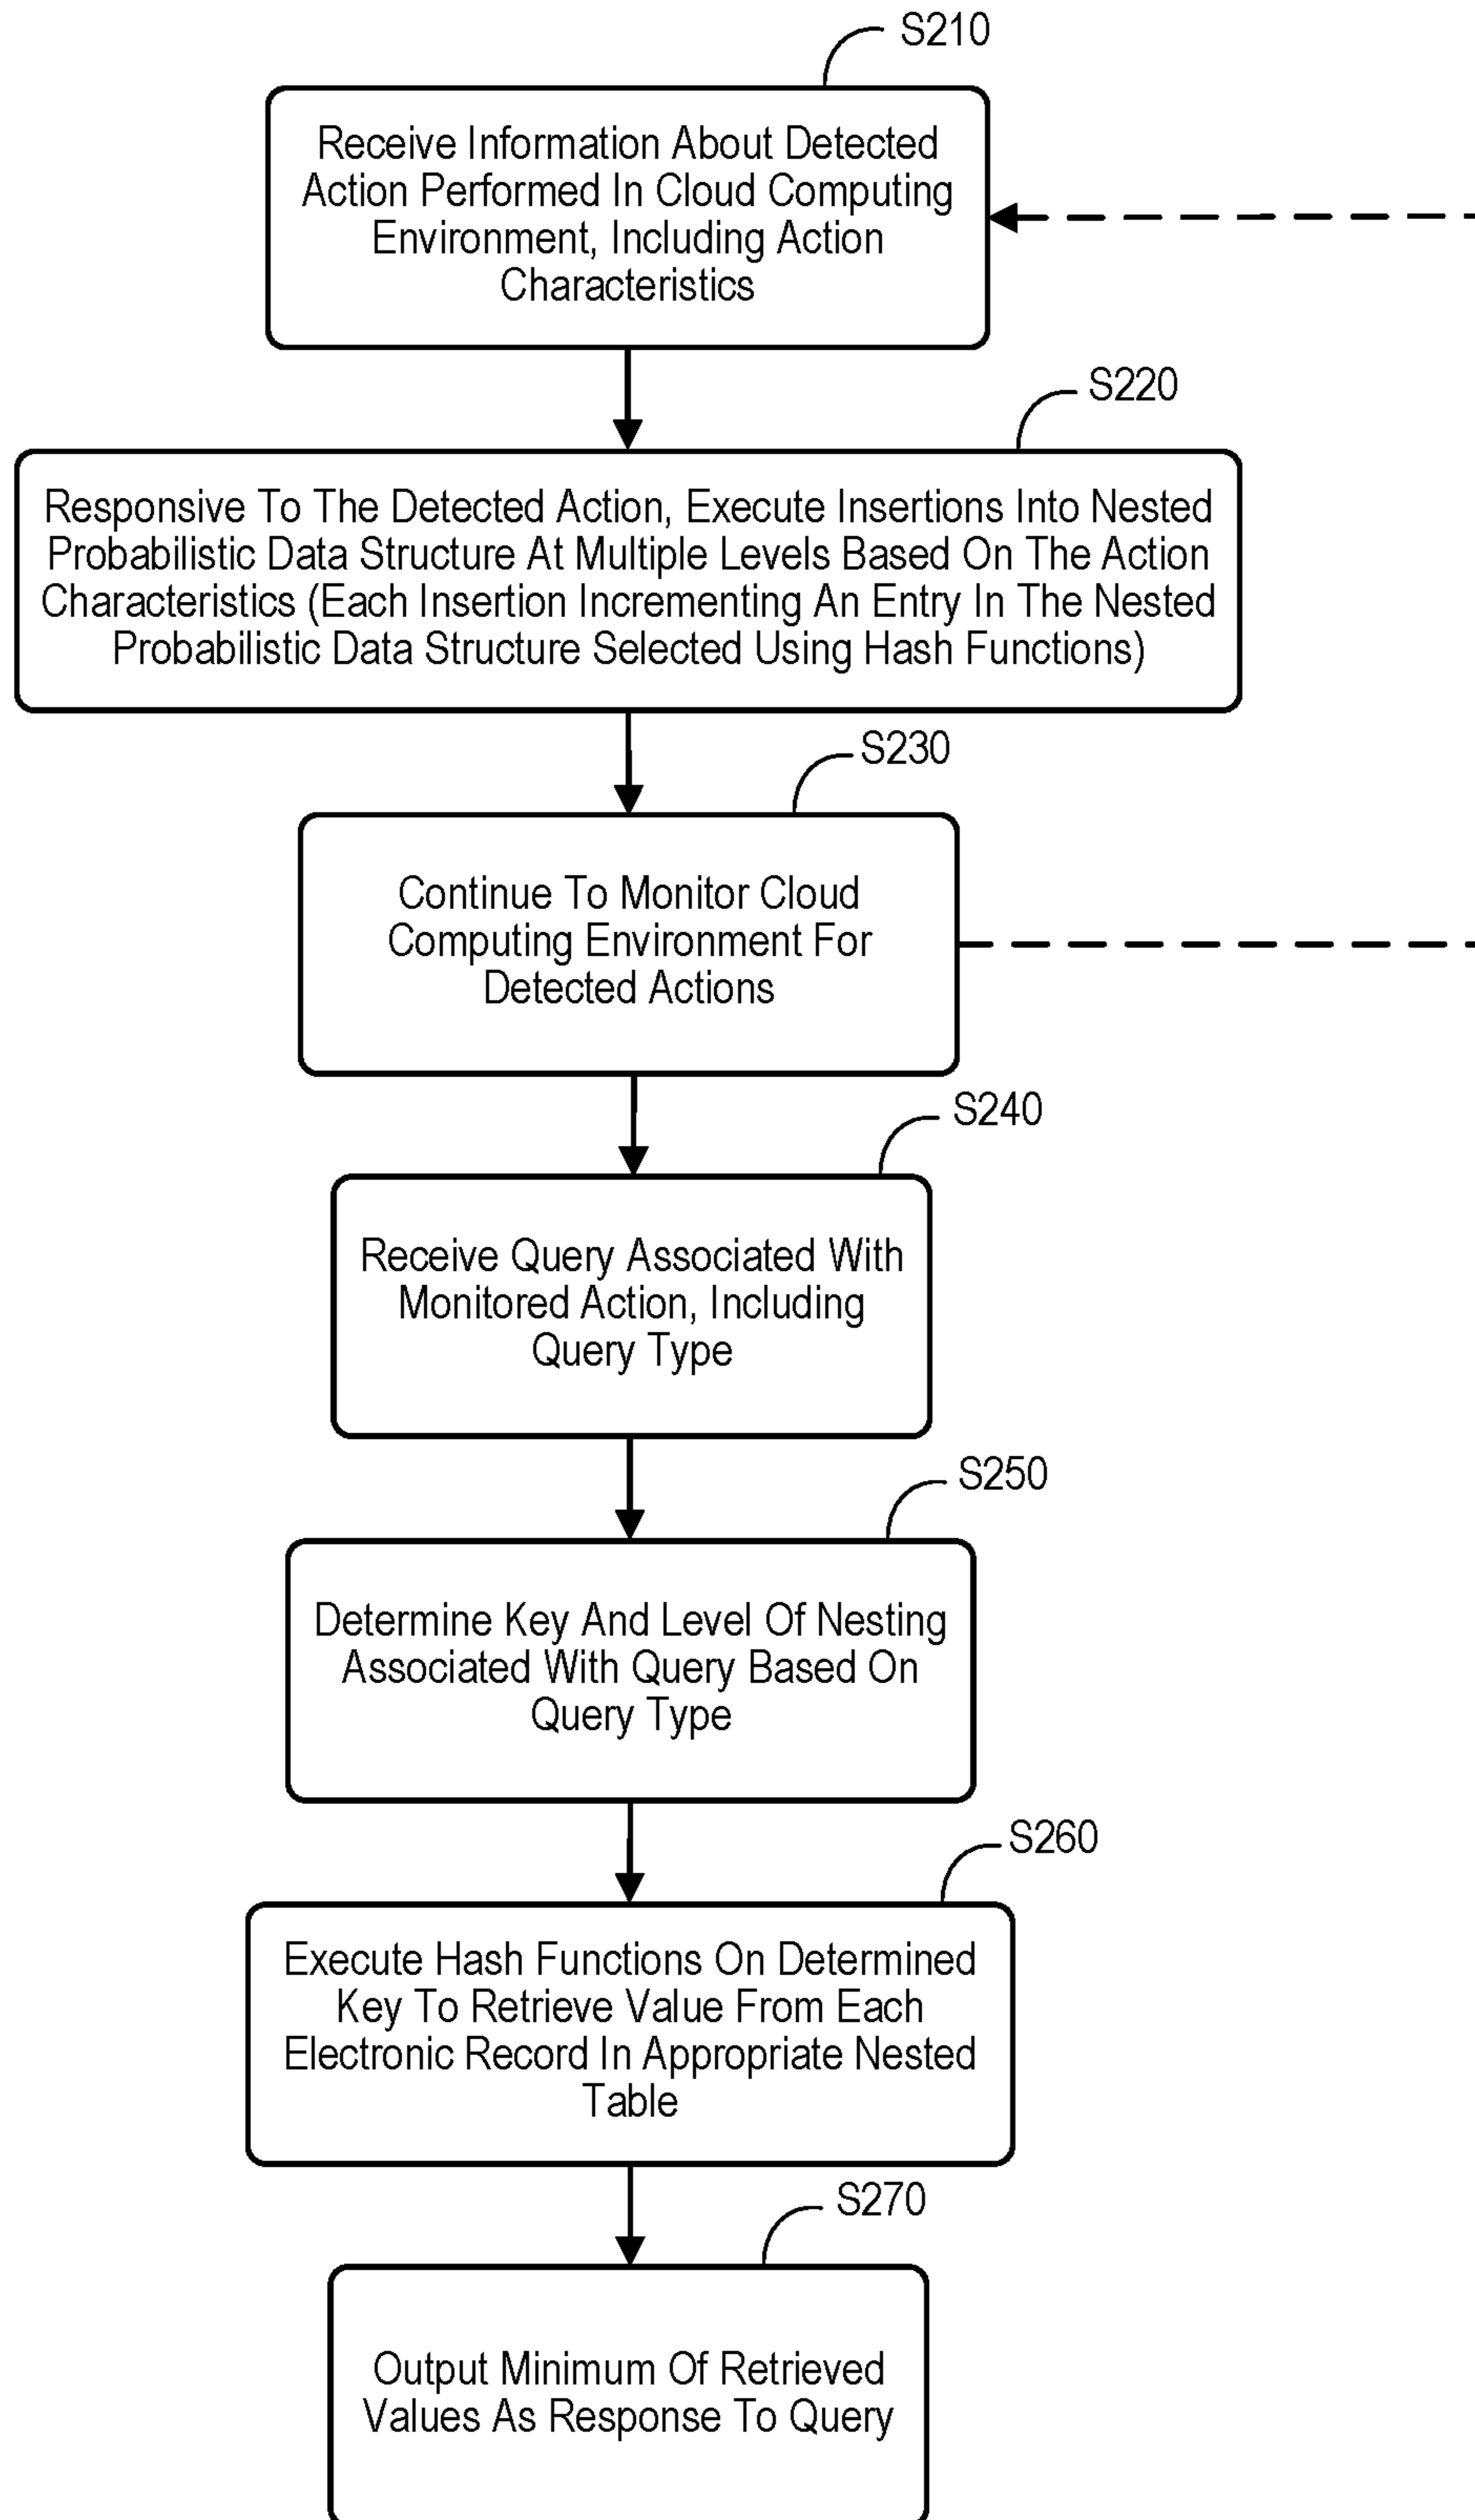 S210
Receive Information About Detected
Action Performed In Cloud Computing
Environment, Including Action
Characteristics
S220
Responsive To The Detected Action, Execute Insertions Into Nested
Probabilistic Data Structure At Multiple Levels Based On The Action
Characteristics (Each Insertion Incrementing An Entry In The Nested
Probabilistic Data Structure Selected Using Hash Functions)
S230
Continue To Monitor Cloud
Computing Environment For
Detected Actions
S240
Receive Query Associated With
Monitored Action, Including
Query Type
S250
Determine Key And Level Of Nesting
Associated With Query Based On
Query Type
S260
Execute Hash Functions On Determined
Key To Retrieve Value From Each
Electronic Record In Appropriate Nested
Table
S270
Output Minimum Of Retrieved
Values As Response To Query